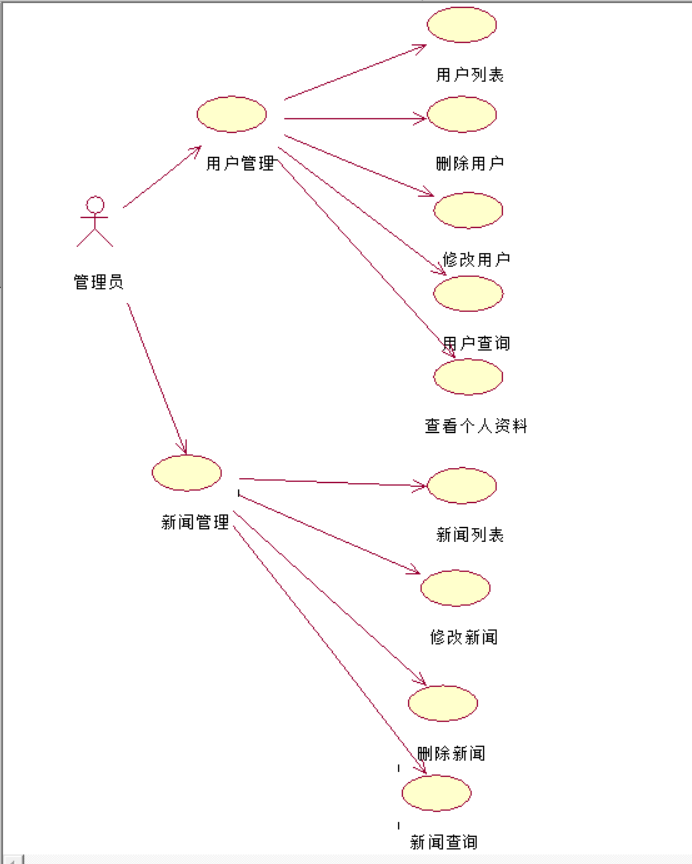 用户列表
用户管理
删除用户
修改用户
管理员
用户查询
查看个人资料
新闻管理
新闻列表
修改新闻
删除新闻
新闻查询